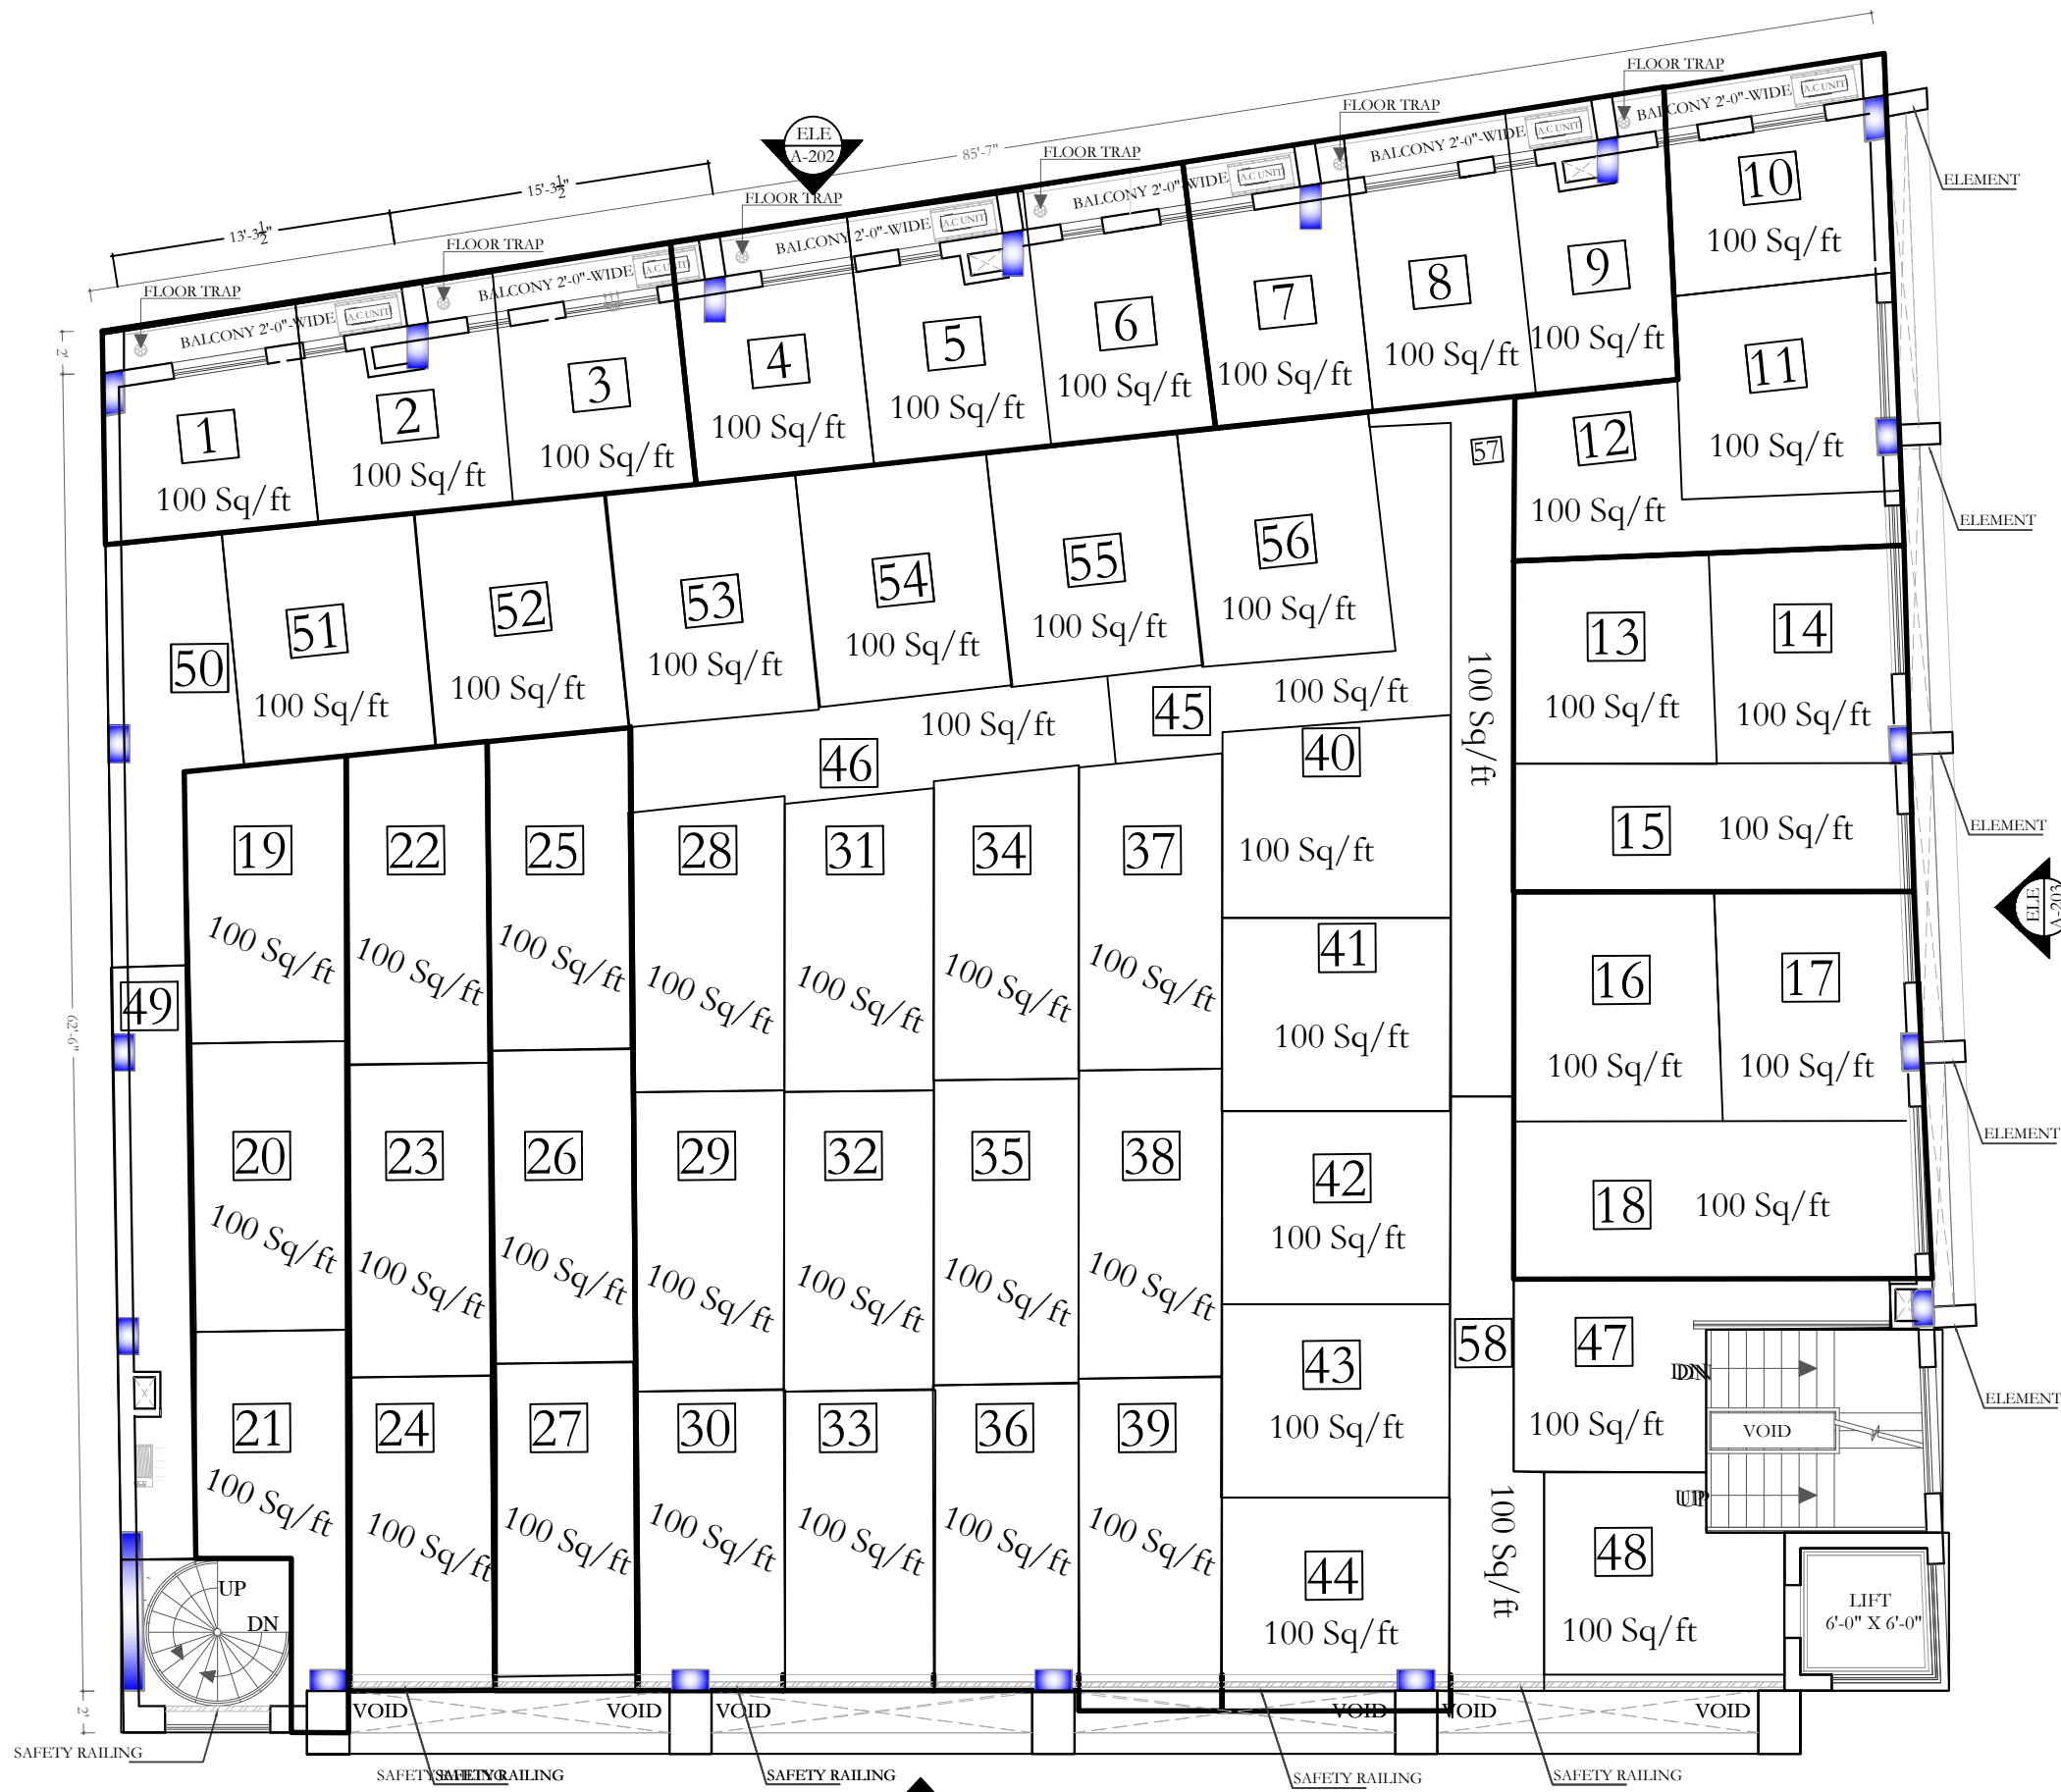 FLOOR TRAP
FLOOR TRAP
FLOOR TRAP
FLOOR TRAP
FLOOR TRAP
FLOOR TRAP
ELE
A-202
85'-7"
15'-3½"
13'-3½"
BALCONY 2'-0"-WIDE
A.C UNIT
BALCONY 2'-0"-WIDE
A.C UNIT
BALCONY 2'-0"-WIDE
A.C UNIT
BALCONY 2'-0"-WIDE
A.C UNIT
BALCONY 2'-0"-WIDE
A.C UNIT
BALCONY 2'-0"-WIDE
A.C UNIT
ELEMENT
ELEMENT
ELEMENT
ELEMENT
ELEMENT
2'
62'-6"
2'
1
100 Sq/ft
2
100 Sq/ft
3
100 Sq/ft
4
100 Sq/ft
5
100 Sq/ft
6
100 Sq/ft
7
100 Sq/ft
8
100 Sq/ft
9
100 Sq/ft
10
100 Sq/ft
11
100 Sq/ft
12
100 Sq/ft
57
100 Sq/ft
50
51
100 Sq/ft
52
100 Sq/ft
53
100 Sq/ft
54
100 Sq/ft
55
100 Sq/ft
56
100 Sq/ft
13
100 Sq/ft
14
100 Sq/ft
15
100 Sq/ft
16
100 Sq/ft
17
100 Sq/ft
18
100 Sq/ft
45
100 Sq/ft
46
100 Sq/ft
49
19
100 Sq/ft
22
100 Sq/ft
25
100 Sq/ft
28
100 Sq/ft
31
100 Sq/ft
34
100 Sq/ft
37
100 Sq/ft
40
100 Sq/ft
41
100 Sq/ft
20
100 Sq/ft
23
100 Sq/ft
26
100 Sq/ft
29
100 Sq/ft
32
100 Sq/ft
35
100 Sq/ft
38
100 Sq/ft
42
100 Sq/ft
43
100 Sq/ft
21
100 Sq/ft
24
100 Sq/ft
27
100 Sq/ft
30
100 Sq/ft
33
100 Sq/ft
36
100 Sq/ft
39
100 Sq/ft
44
100 Sq/ft
58
100 Sq/ft
47
100 Sq/ft
48
100 Sq/ft
DN
VOID
UP
LIFT
6'-0" X 6'-0"
ELE
A-203
UP
DN
VOID
VOID
VOID
VOID
VOID
VOID
SAFETY RAILING
SAFETY RAILING
SAFETY RAILING
SAFETY RAILING
SAFETY RAILING
SAFETY RAILING